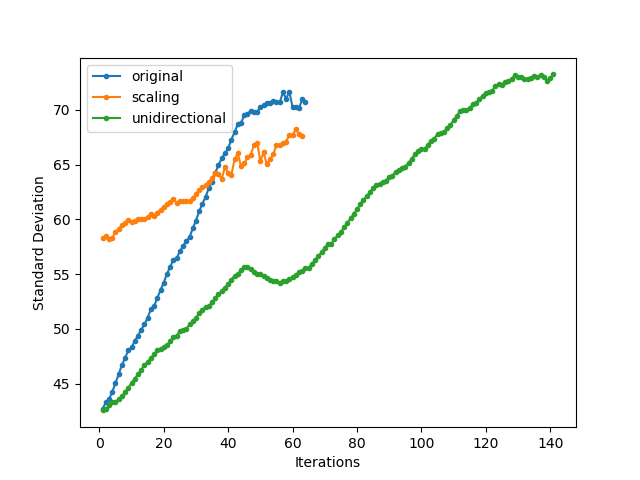 original
scaling
unidirectional
70
65
60
55
50
45
Standard Deviation
0 20 40 60 80 100 120 140
Iterations